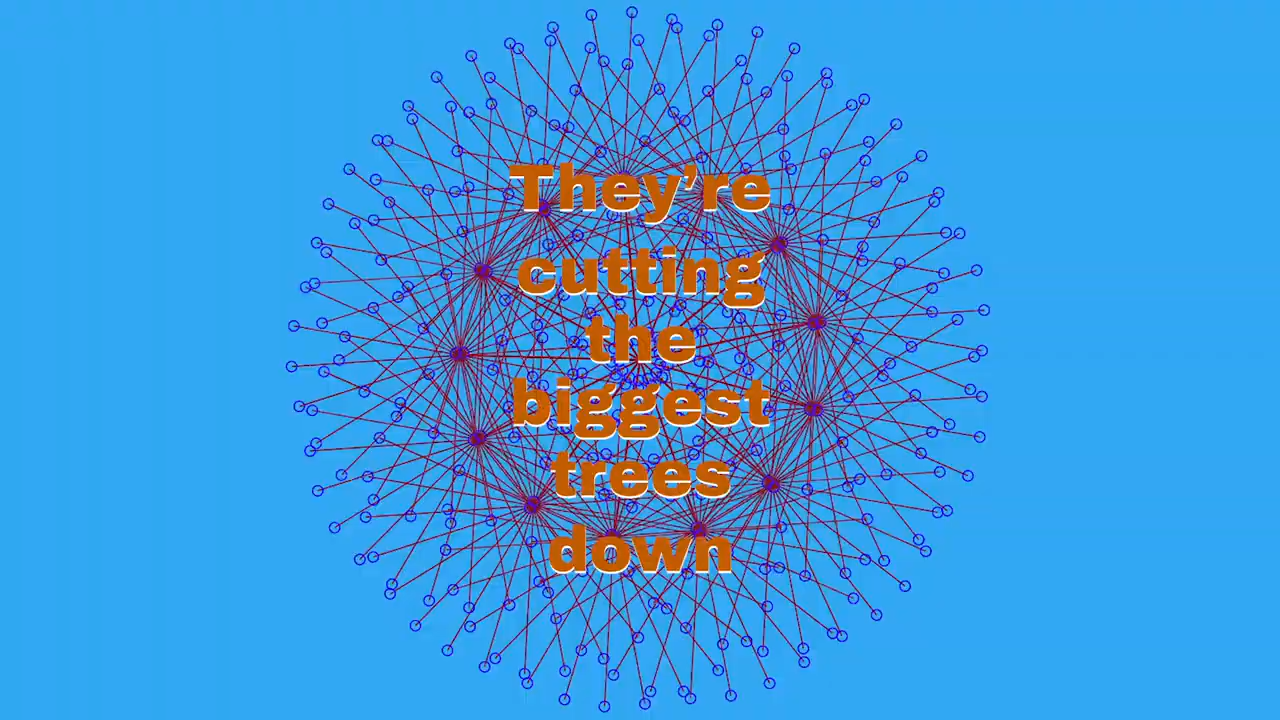 They’re
cutting
the
biggest
trees
down